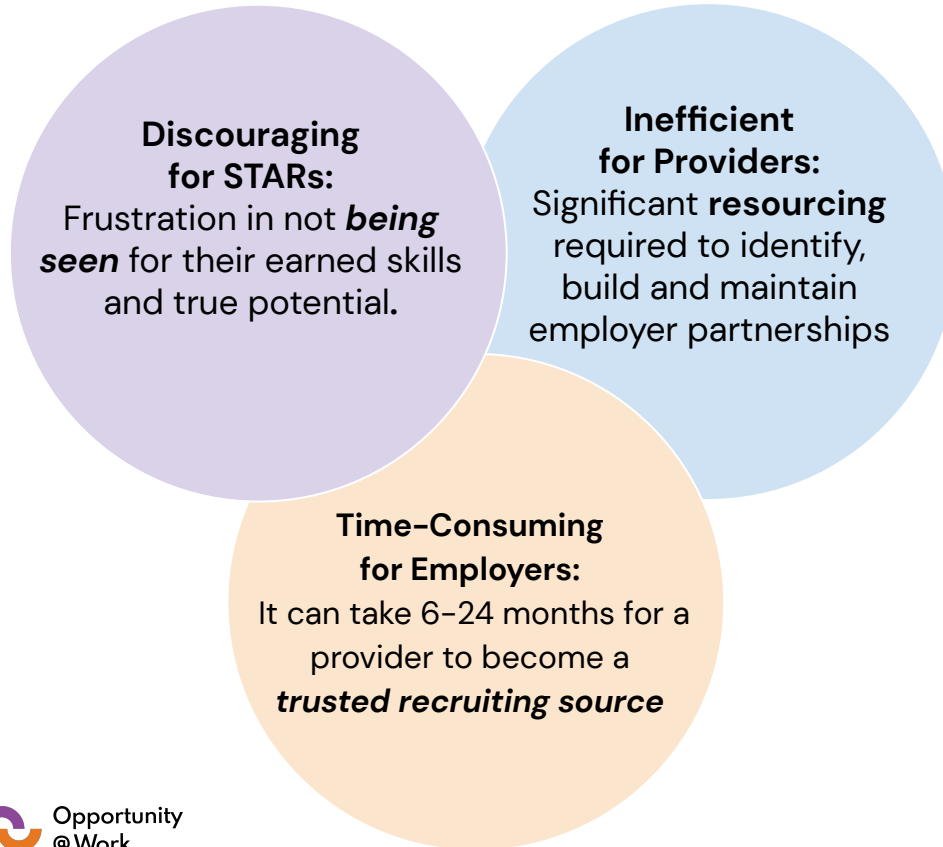 Discouraging
for STARs:
Frustration in not being
seen for their earned skills
and true potential.
Inefficient
for Providers:
Significant resourcing
required to identify,
build and maintain
employer partnerships
Time-Consuming
for Employers:
It can take 6-24 months for a
provider to become a
trusted recruiting source
Opportunity
@Work